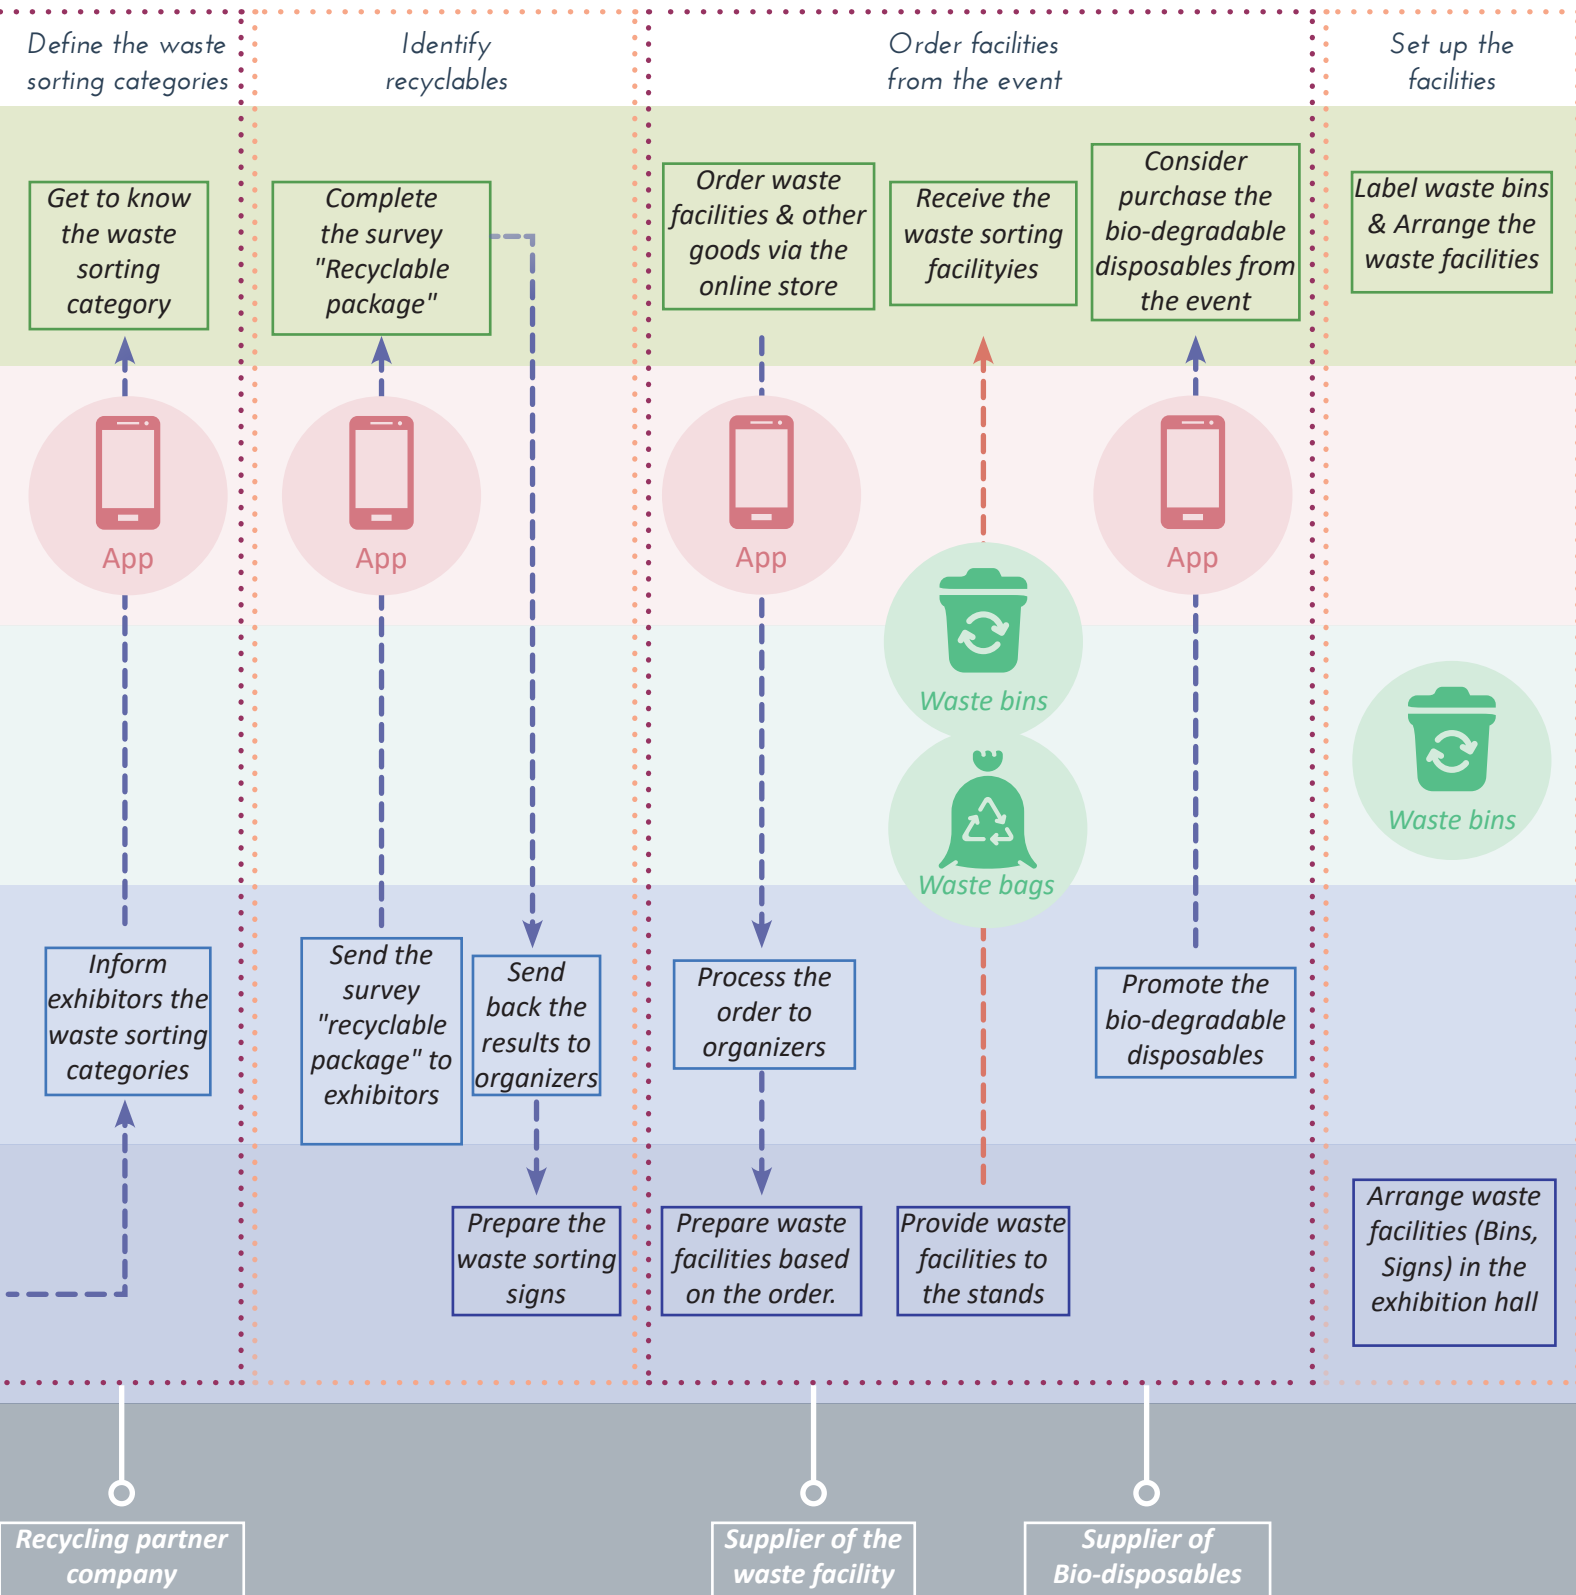 Define the waste
sorting categories
Identify
recyclables
Order facilities
from the event
Set up the
facilities
Get to know
the waste
sorting
category
Complete
the survey
"Recyclable
package"
Order waste
facilities & other
goods via the
online store
Receive the
waste sorting
facilityies
Consider
purchase the
bio-degradable
disposables from
the event
Label waste bins
& Arrange the
waste facilities
App
App
App
App
Waste bins
Waste bags
Waste bins
Inform
exhibitors the
waste sorting
categories
Send the
survey
"recyclable
package" to
exhibitors
Send
back the
results to
organizers
Process the
order to
organizers
Promote the
bio-degradable
disposables
Prepare the
waste sorting
signs
Prepare waste
facilities based
on the order.
Provide waste
facilities to
the stands
Arrange waste
facilities (Bins,
Signs) in the
exhibition hall
Recycling partner
company
Supplier of the
waste facility
Supplier of
Bio-disposables